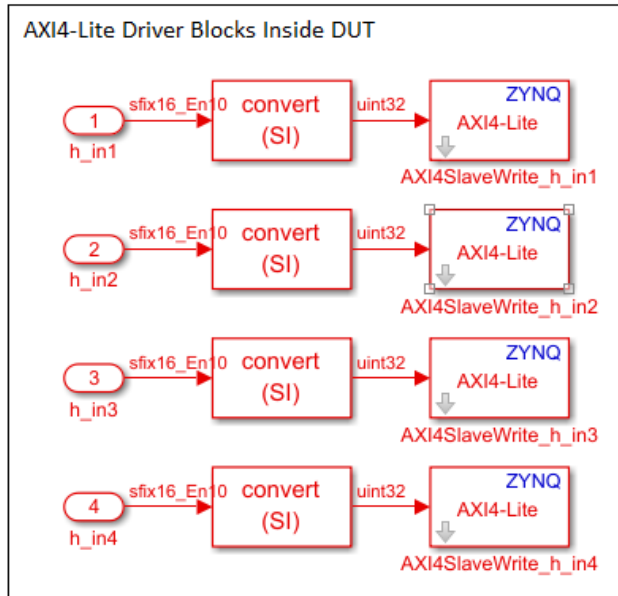 AXI4-Lite Driver Blocks Inside DUT
1
h_in1
sfix16_En10
convert
(SI)
uint32
ZYNQ
AXI4-Lite
AXI4SlaveWrite_h_in1
2
h_in2
sfix16_En10
convert
(SI)
uint32
ZYNQ
AXI4-Lite
AXI4SlaveWrite_h_in2
3
h_in3
sfix16_En10
convert
(SI)
uint32
ZYNQ
AXI4-Lite
AXI4SlaveWrite_h_in3
4
h_in4
sfix16_En10
convert
(SI)
uint32
ZYNQ
AXI4-Lite
AXI4SlaveWrite_h_in4